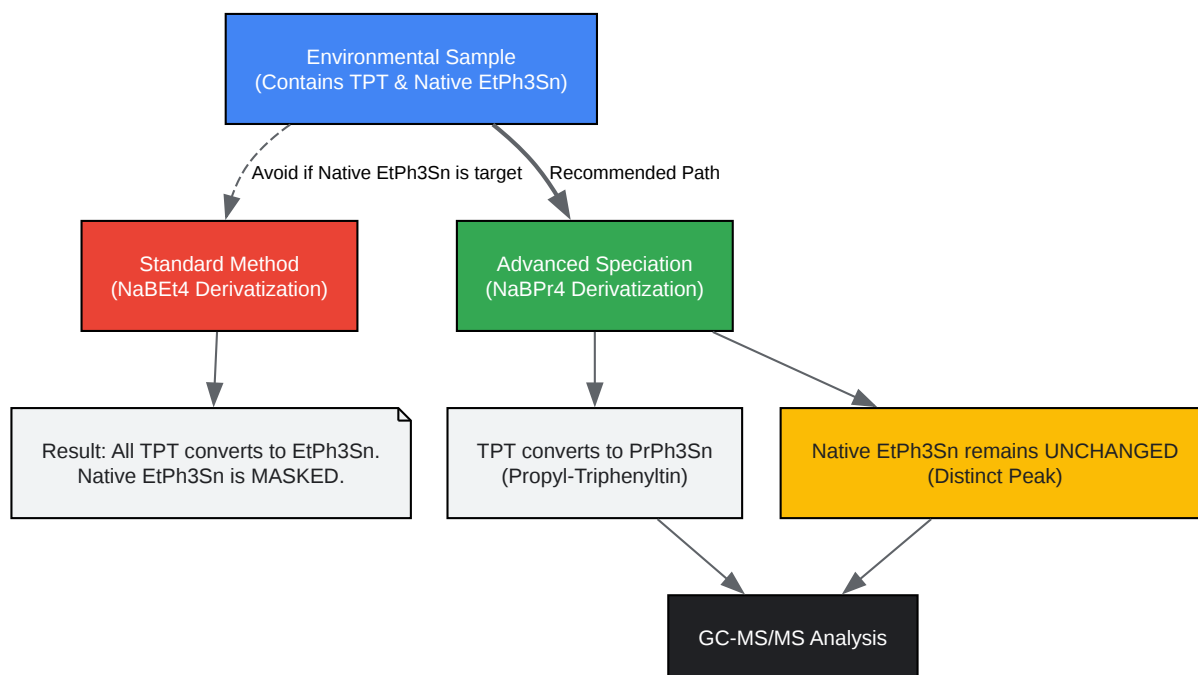 Environmental Sample
(Contains TPT & Native EtPh3Sn)
Avoid if Native EtPh3Sn is target
Recommended Path
Standard Method
(NaBEt4 Derivatization)
Advanced Speciation
(NaBPr4 Derivatization)
Result: All TPT converts to EtPh3Sn.
Native EtPh3Sn is MASKED.
TPT converts to PrPh3Sn
(Propyl-Triphenyltin)
Native EtPh3Sn remains UNCHANGED
(Distinct Peak)
GC-MS/MS Analysis